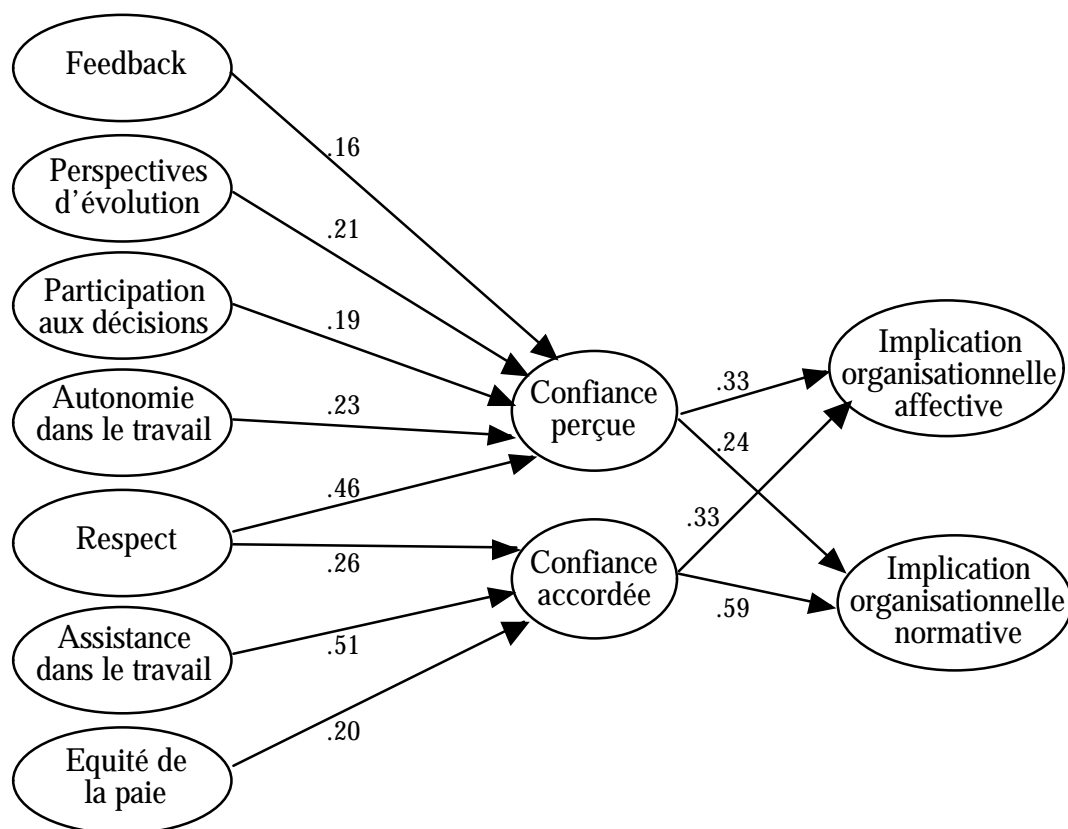 Feedback
.16
Perspectives
d'évolution
.21
Participation
aux décisions
.19
Autonomie
dans le travail
.23
Respect
.46
.26
Assistance
dans le travail
.51
Equité de
la paie
.20
Confiance
perçue
Confiance
accordée
.33
.24
.33
.59
Implication
organisationnelle
affective
Implication
organisationnelle
normative